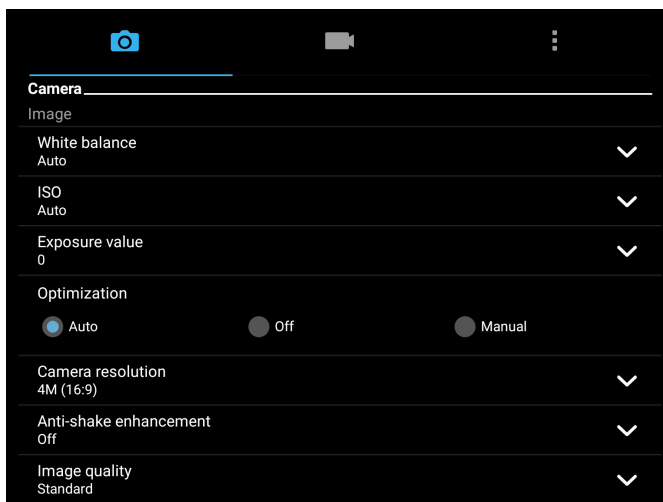 Camera
Image
White balance
Auto
ISO
Auto
Exposure value
0
Optimization
Auto Off Manual
Camera resolution
4M (16:9)
Anti-shake enhancement
Off
Image quality
Standard